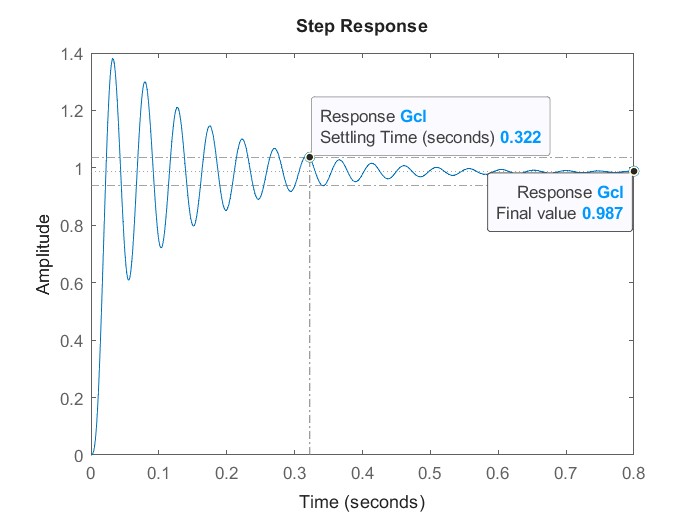 Step Response
1.4
1.2
1
0.8
0.6
0.4
0.2
0
Amplitude
Response Gcl
Settling Time (seconds) 0.322
Response Gcl
Final value 0.987
0 0.1 0.2 0.3 0.4 0.5 0.6 0.7 0.8
Time (seconds)